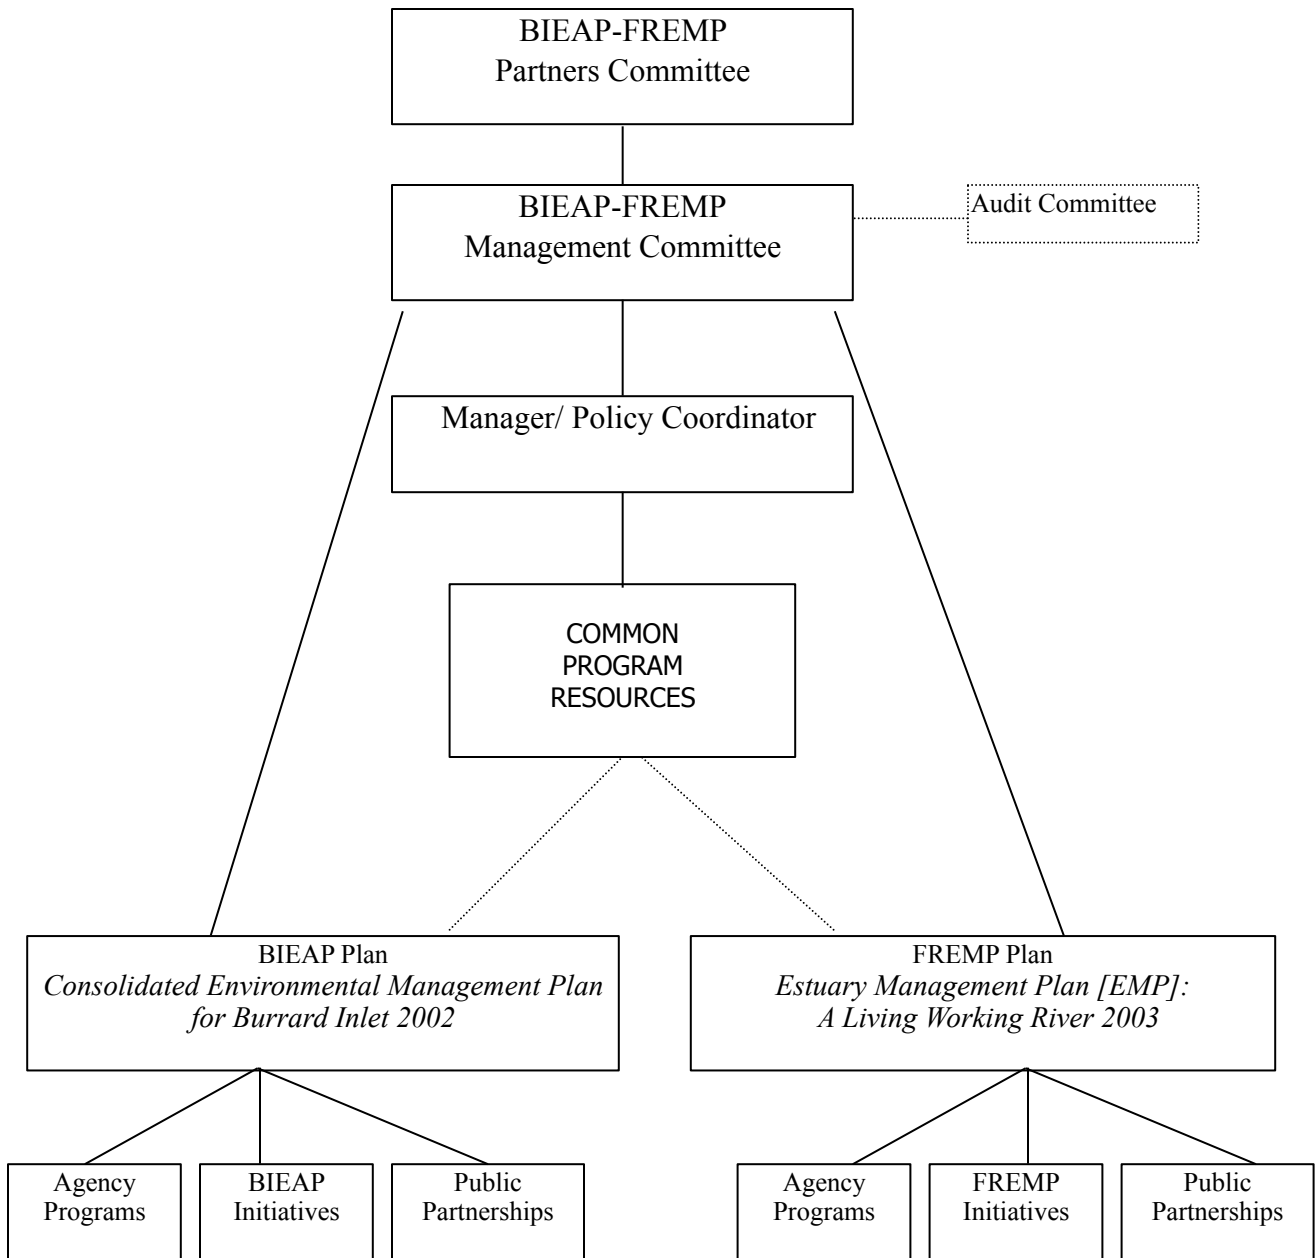 BIEAP-FREMP
Partners Committee
BIEAP-FREMP
Management Committee
Audit Committee
Manager/ Policy Coordinator
COMMON
PROGRAM
RESOURCES
BIEAP Plan
Consolidated Environmental Management Plan
for Burrard Inlet 2002
FREMP Plan
Estuary Management Plan [EMP]:
A Living Working River 2003
Agency
Programs
BIEAP
Initiatives
Public
Partnerships
Agency
Programs
FREMP
Initiatives
Public
Partnerships